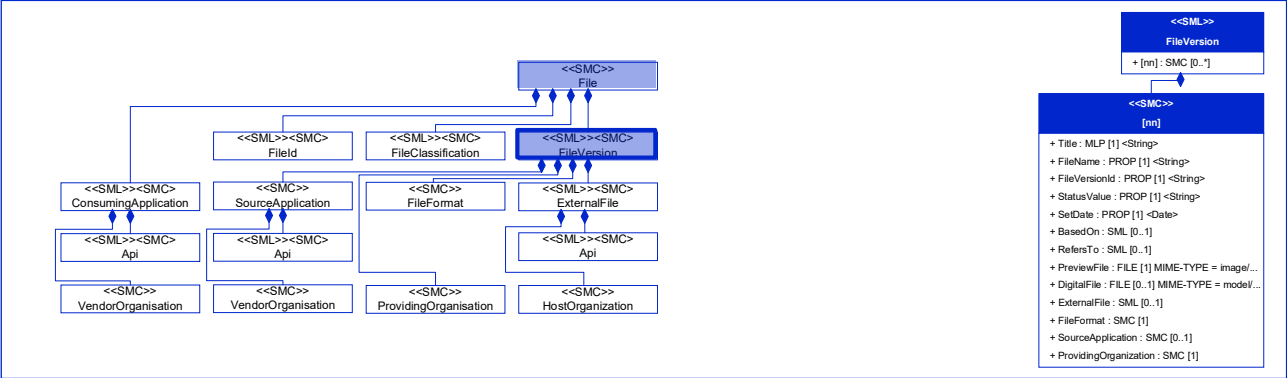 <<SML>>
FileVersion
+ [nn] : SMC [0..*]
<<SMC>>
File
<<SMC>>
[nn]
+ Title : MLP [1] <String>
+ FileName : PROP [1] <String>
+ FileVersionId : PROP [1] <String>
+ StatusValue : PROP [1] <String>
+ SetDate : PROP [1] <Date>
+ BasedOn : SML [0..1]
+ RefersTo : SML [0..1]
+ PreviewFile : FILE [1] MIME-TYPE = image/...
+ DigitalFile : FILE [0..1] MIME-TYPE = model/...
+ ExternalFile : SML [0..1]
+ FileFormat : SMC [1]
+ SourceApplication : SMC [0..1]
+ ProvidingOrganization : SMC [1]
<<SML>><SMC>
FileId
<<SML>><SMC>
FileClassification
<<SML>><SMC>
FileVersion
<<SML>><SMC>
ConsumingApplication
<<SML>><SMC>
SourceApplication
<<SMC>>
FileFormat
<<SML>><SMC>
ExternalFile
<<SML>><SMC>
Api
<<SML>><SMC>
Api
<<SML>><SMC>
Api
<<SMC>>
VendorOrganisation
<<SMC>>
VendorOrganisation
<<SMC>>
ProvidingOrganisation
<<SMC>>
HostOrganization